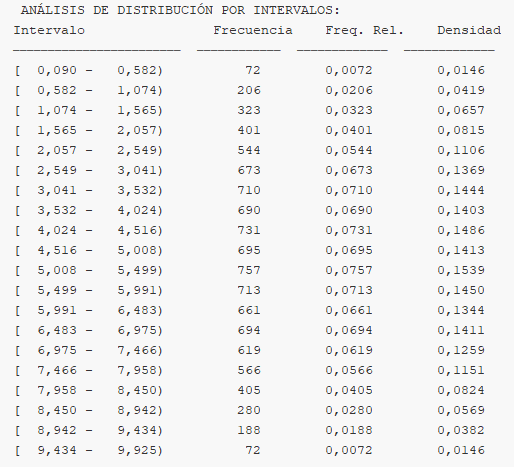 ANÁLISIS DE DISTRIBUCIÓN POR INTERVALOS:
Intervalo Frecuencia Freq. Rel. Densidad
[ 0,090 - 0,582) 72 0,0072 0,0146
[ 0,582 - 1,074) 206 0,0206 0,0419
[ 1,074 - 1,565) 323 0,0323 0,0657
[ 1,565 - 2,057) 401 0,0401 0,0815
[ 2,057 - 2,549) 544 0,0544 0,1106
[ 2,549 - 3,041) 673 0,0673 0,1369
[ 3,041 - 3,532) 710 0,0710 0,1444
[ 3,532 - 4,024) 690 0,0690 0,1403
[ 4,024 - 4,516) 731 0,0731 0,1486
[ 4,516 - 5,008) 695 0,0695 0,1413
[ 5,008 - 5,499) 757 0,0757 0,1539
[ 5,499 - 5,991) 713 0,0713 0,1450
[ 5,991 - 6,483) 661 0,0661 0,1344
[ 6,483 - 6,975) 694 0,0694 0,1411
[ 6,975 - 7,466) 619 0,0619 0,1259
[ 7,466 - 7,958) 566 0,0566 0,1151
[ 7,958 - 8,450) 405 0,0405 0,0824
[ 8,450 - 8,942) 280 0,0280 0,0569
[ 8,942 - 9,434) 188 0,0188 0,0382
[ 9,434 - 9,925) 72 0,0072 0,0146